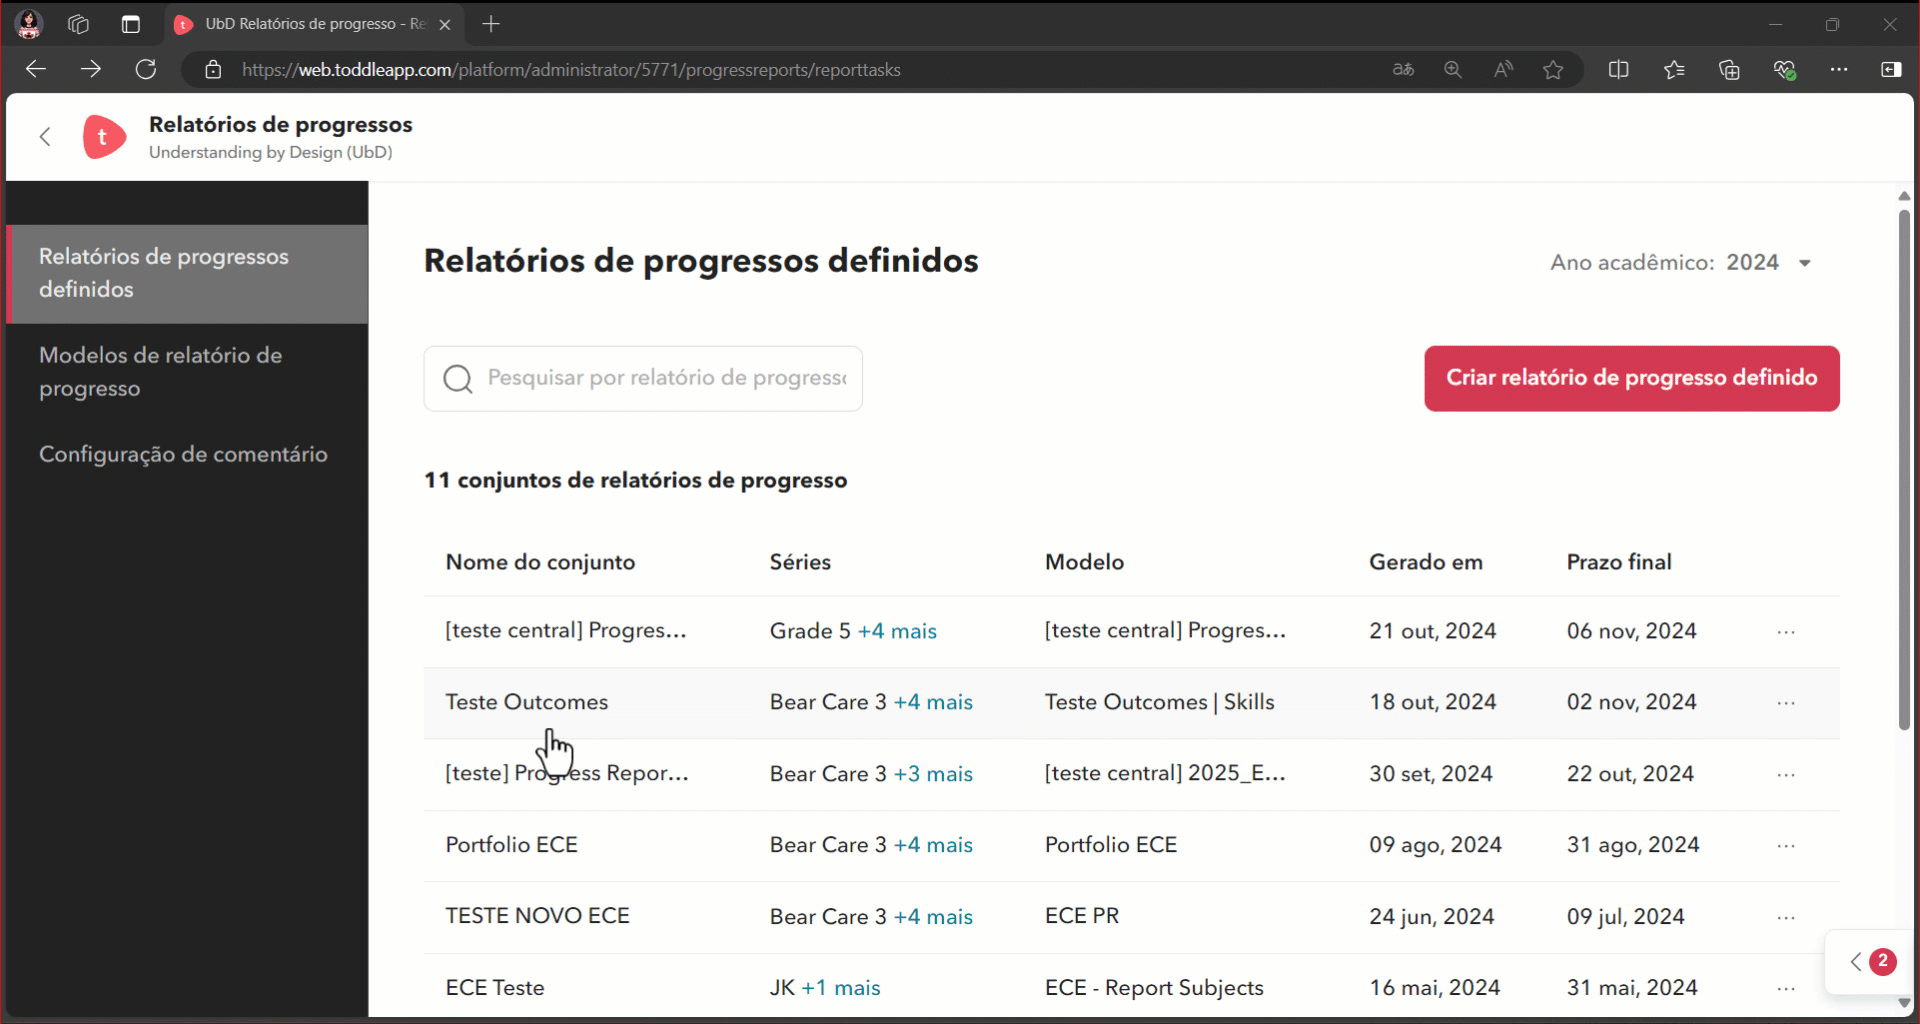 UbD Relatórios de progresso - Re
https://web.toddleapp.com/platform/administrator/5771/progressreports/reporttasks
t
Relatórios de progressos
Understanding by Design (UbD)
Relatórios de progressos
definidos
Modelos de relatório de
progresso
Configuração de comentário
Relatórios de progressos definidos
Ano acadêmico: 2024
Pesquisar por relatório de progresso
Criar relatório de progresso definido
11 conjuntos de relatórios de progresso
Nome do conjunto Séries Modelo Gerado em Prazo final
[teste central] Progres... Grade 5 +4 mais [teste central] Progres... 21 out, 2024 06 nov, 2024 ...
Teste Outcomes Bear Care 3 +4 mais Teste Outcomes | Skills 18 out, 2024 02 nov, 2024 ...
[teste] Progress Repor... Bear Care 3 +3 mais [teste central] 2025_E... 30 set, 2024 22 out, 2024 ...
Portfolio ECE Bear Care 3 +4 mais Portfolio ECE 09 ago, 2024 31 ago, 2024 ...
TESTE NOVO ECE Bear Care 3 +4 mais ECE PR 24 jun, 2024 09 jul, 2024 ...
2
ECE Teste JK +1 mais ECE - Report Subjects 16 mai, 2024 31 mai, 2024 ...